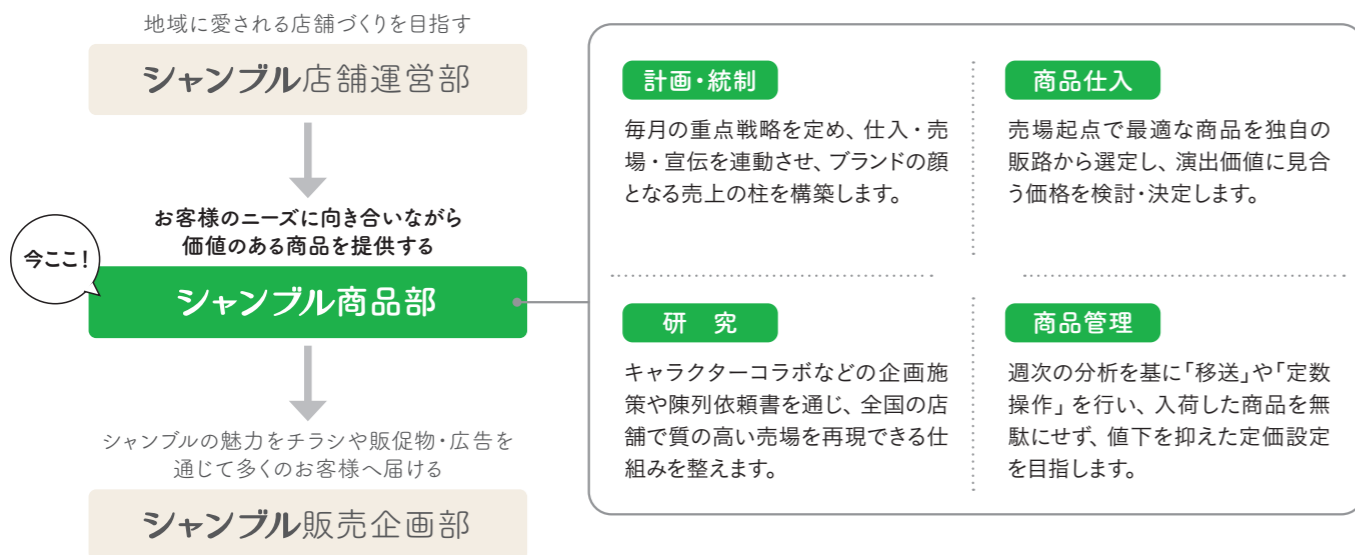 地域に愛される店舗づくりを目指す
シャンブル店舗運営部
お客様のニーズに向き合いながら
価値のある商品を提供する
今ここ!
シャンブル商品部
シャンブルの魅力をチラシや販促物・広告を
通じて多くのお客様へ届ける
シャンブル販売企画部
計画・統制
毎月の重点戦略を定め、仕入・売
場・宣伝を連動させ、ブランドの顔
となる売上の柱を構築します。
商品仕入
売場起点で最適な商品を独自の
販路から選定し、演出価値に見合
う価格を検討・決定します。
研 究
キャラクターコラボなどの企画施
策や陳列依頼書を通じ、全国の店
舗で質の高い売場を再現できる仕
組みを整えます。
商品管理
週次の分析を基に「移送」や「定数
操作」を行い、入荷した商品を無
駄にせず、値下を抑えた定価設定
を目指します。